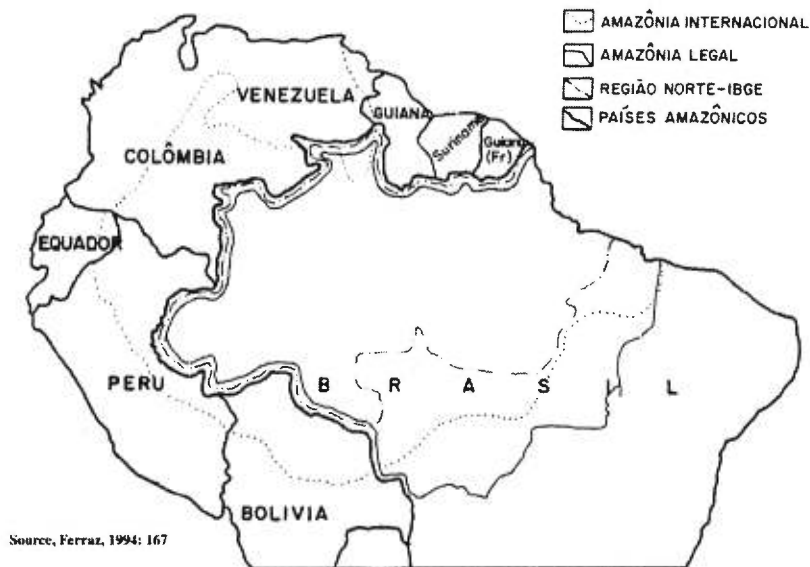 AMAZÔNIA INTERNACIONAL
AMAZÔNIA LEGAL
REGIÃO NORTE-IBGE
PAÍSES AMAZÔNICOS
VENEZUELA
GUIANA
Suriname
Guiana
(Fr)
COLÔMBIA
EQUADOR
PERU
B R A S I L
BOLIVIA
Source, Ferraz, 1994: 167